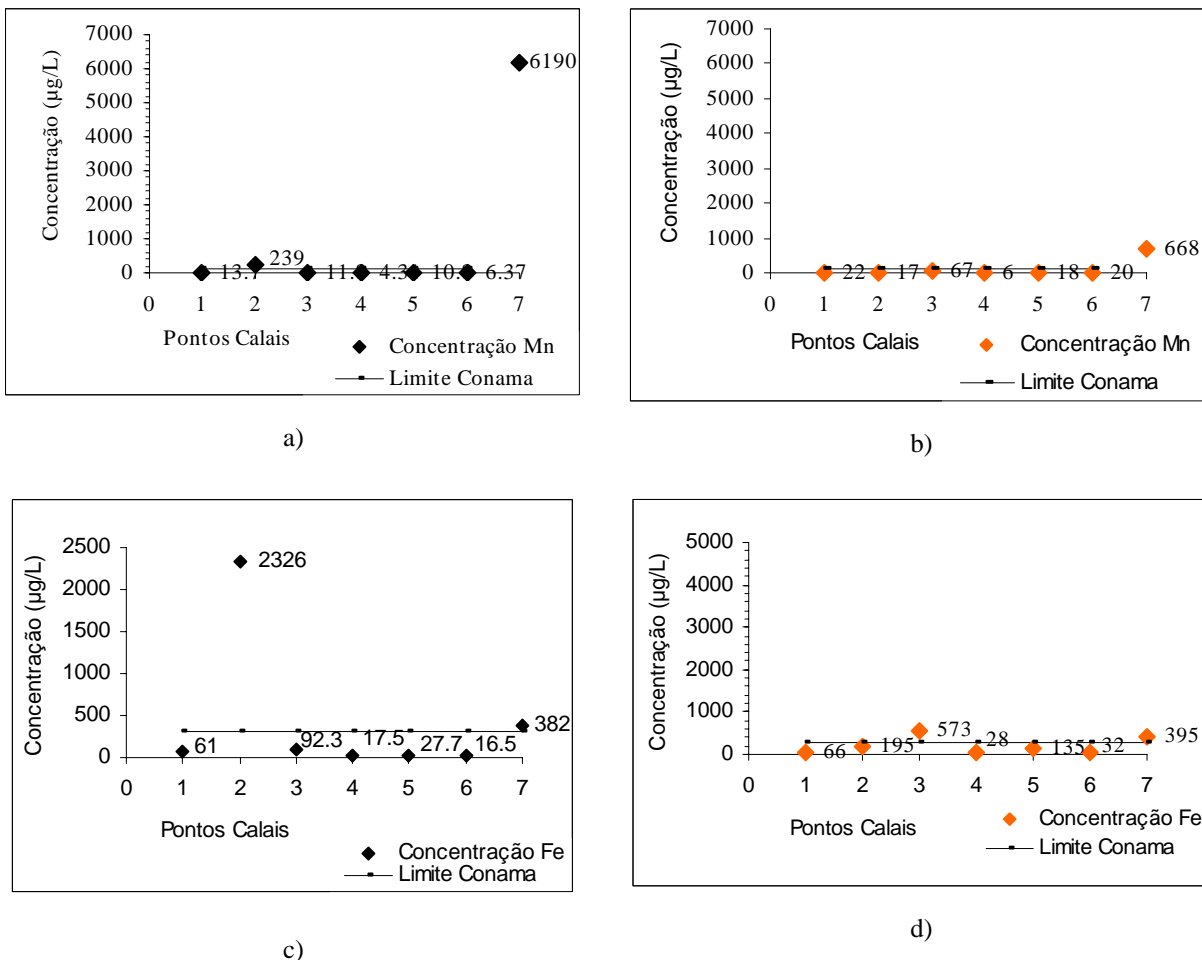 Concentração (µg/L)
7000
6000
5000
4000
3000
2000
1000
0
6190
13.7
239
4.3
6.37
0 1 2 3 4 5 6 7
Pontos Calais
Concentração Mn
Limite Conama
a)
Concentração (µg/L)
7000
6000
5000
4000
3000
2000
1000
0
22
17
67
6
18
20
668
0 1 2 3 4 5 6 7
Pontos Calais
Concentração Mn
Limite Conama
b)
Concentração (µg/L)
2500
2000
1500
1000
500
0
61
2326
92.3
17.5
27.7
16.5
382
0 1 2 3 4 5 6 7
Pontos Calais
Concentração Fe
Limite Conama
c)
Concentração (µg/L)
5000
4000
3000
2000
1000
0
66
195
573
28
135
32
395
0 1 2 3 4 5 6 7
Pontos Calais
Concentração Fe
Limite Conama
d)